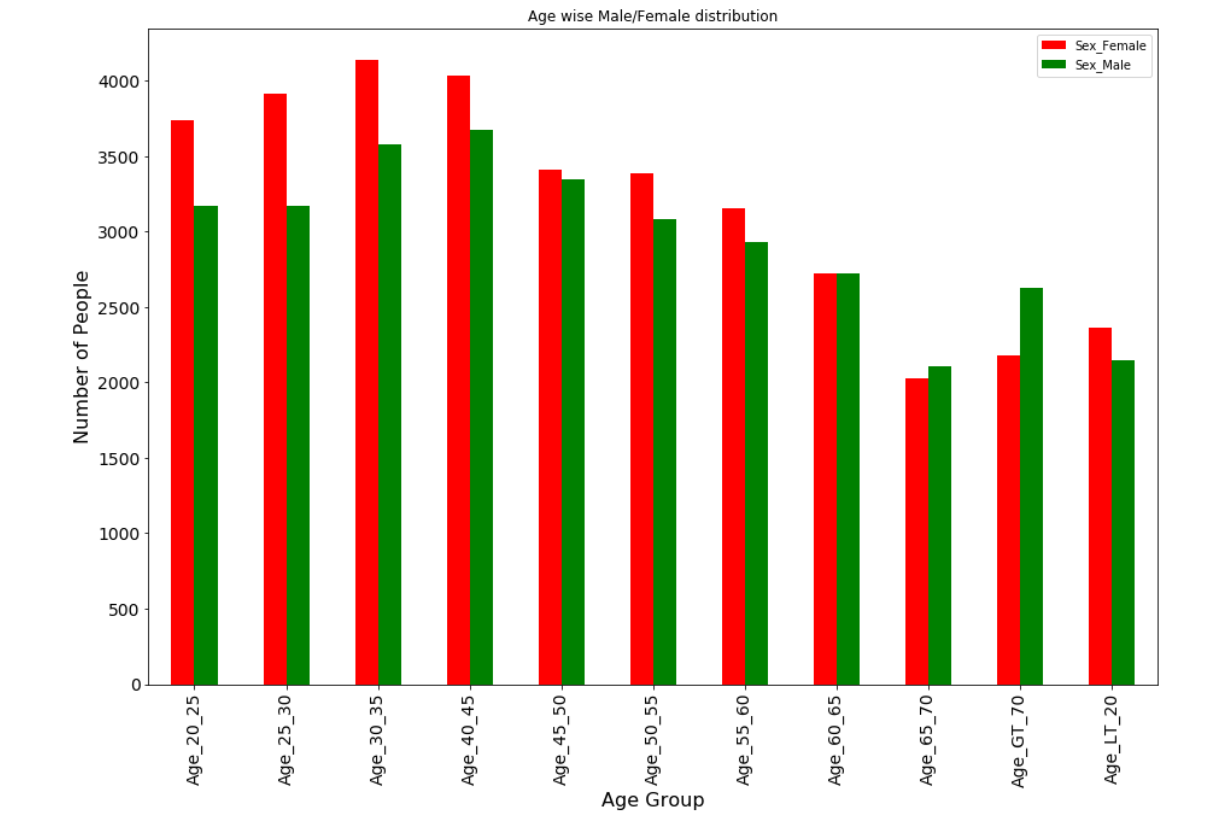 Age wise Male/Female distribution
Sex_Female
Sex_Male
4000
3500
3000
2500
2000
1500
1000
500
0
Number of People
Age_20_25
Age_25_30
Age_30_35
Age_40_45
Age_45_50
Age_50_55
Age_55_60
Age_60_65
Age_65_70
Age_GT_70
Age_LT_20
Age Group